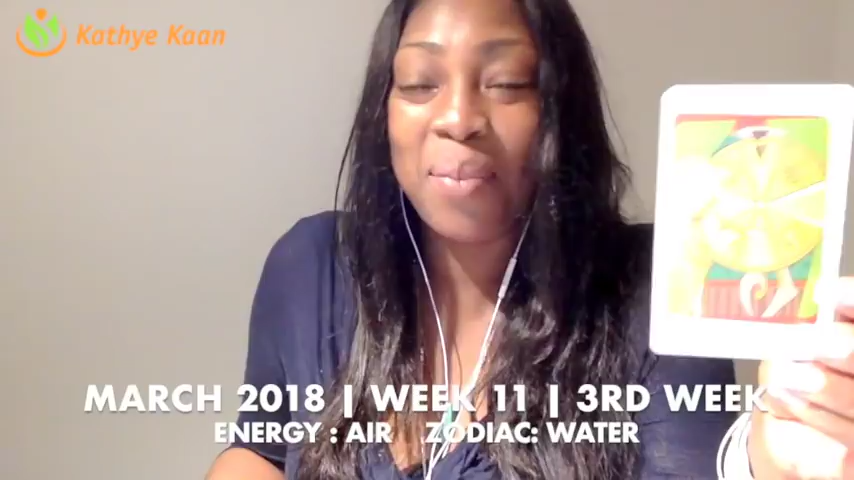 Kathye Kaan
MARCH 2018 | WEEK 11 | 3RD WEEK
ENERGY : AIR ZODIAC: WATER